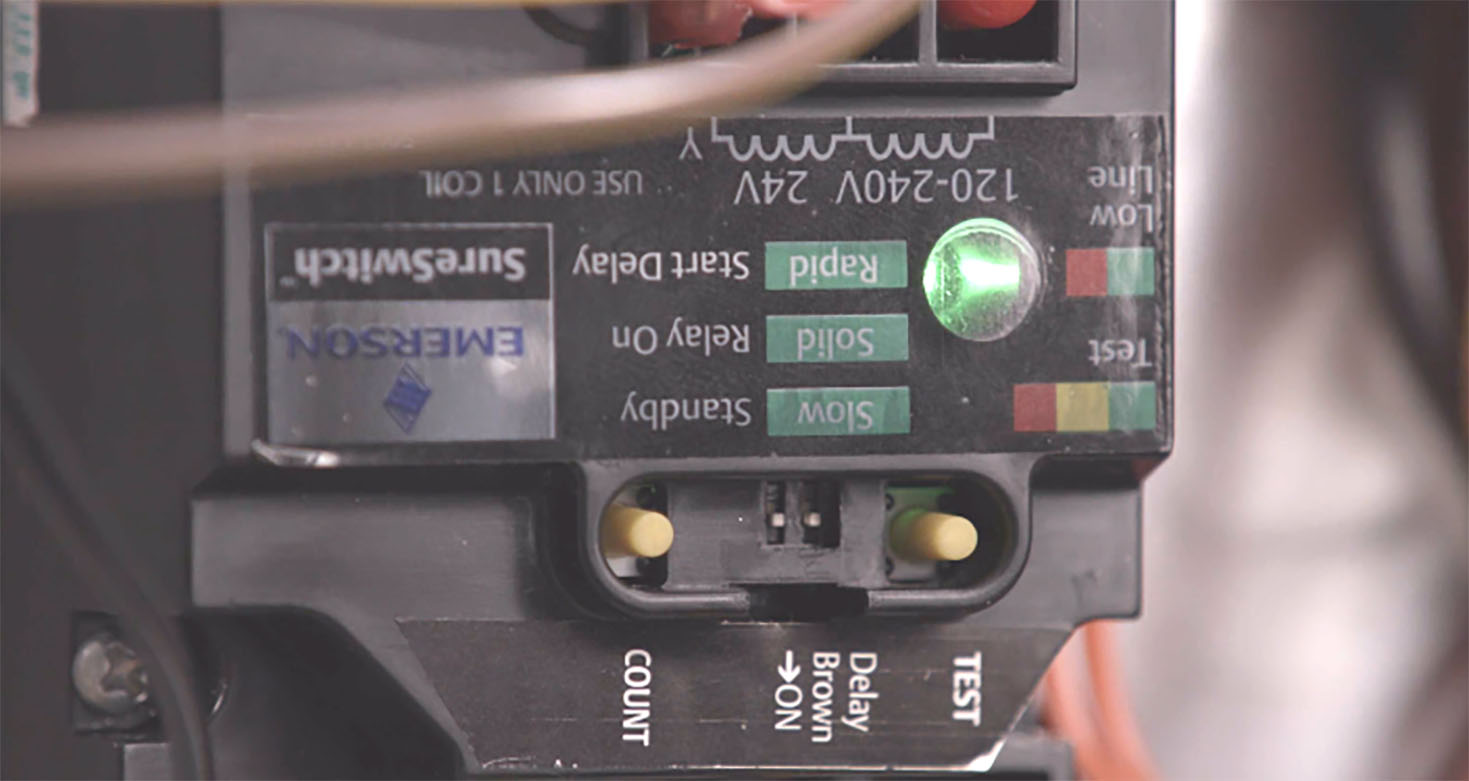 TEST
Delay
Brown
➔ON
COUNT
Slow Standby
Solid Relay On
Rapid Start Delay
Test
Low
Line
EMERSON.
SureSwitch™
120-240V 24V
USE ONLY 1 COIL
Y